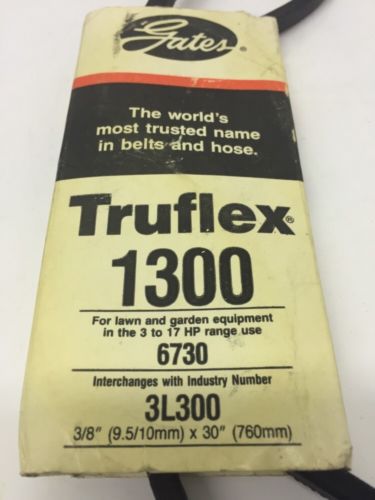 Gates®
The world's
most trusted name
in belts and hose.
Truflex®
1300
For lawn and garden equipment
in the 3 to 17 HP range use
6730
Interchanges with Industry Number
3L300
3/8" (9.5/10mm) x 30" (760mm)